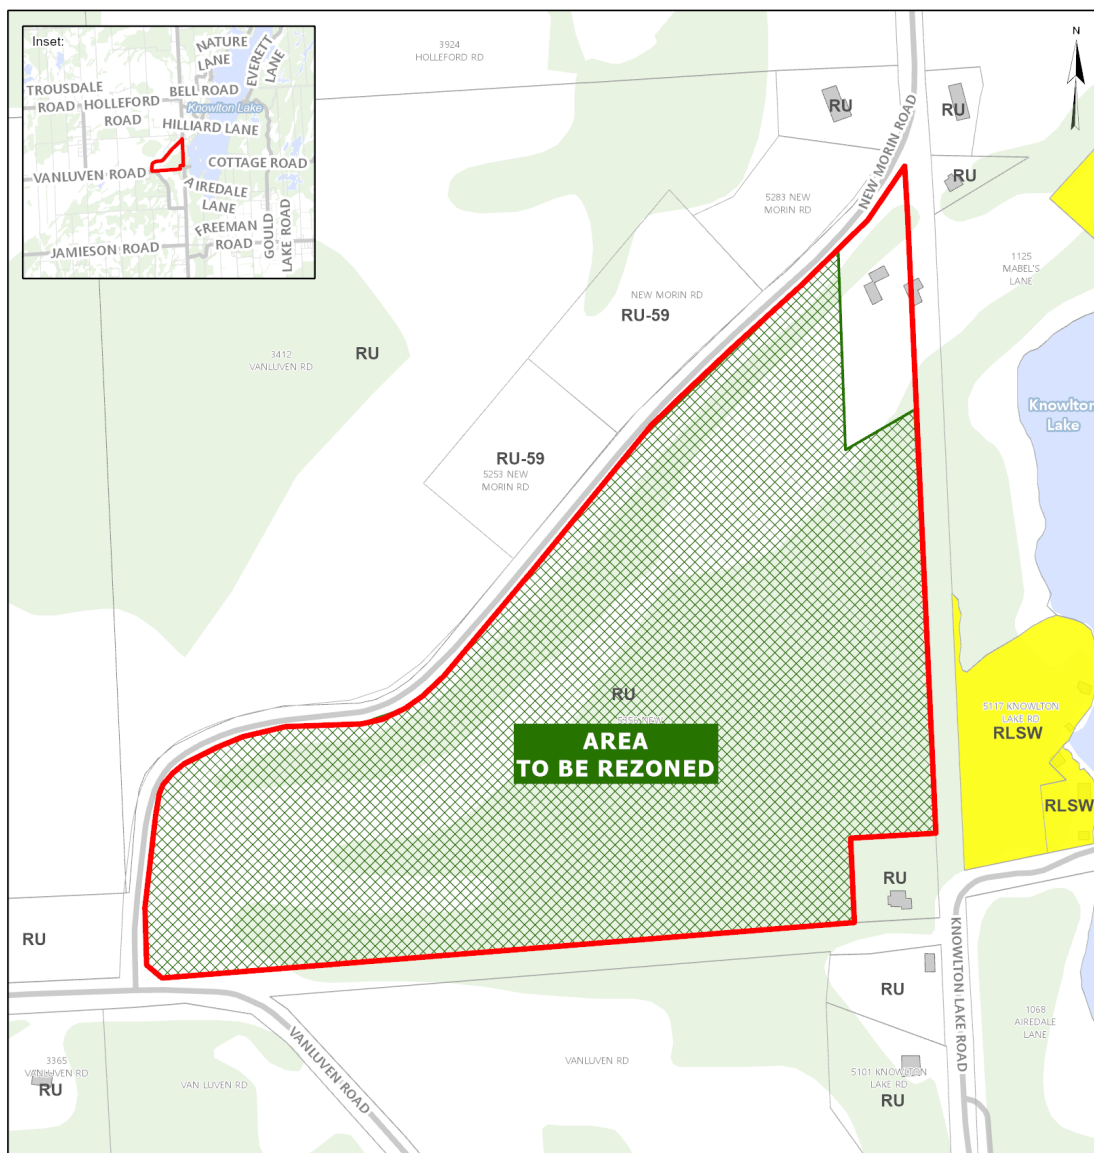 Inset:
NATURE
LANE
EVERETT
LANE
TROUSDALE
ROAD
HOLLEFORD
ROAD
BELL ROAD
Knowlton Lake
HILLIARD LANE
COTTAGE ROAD
VANLUVEN ROAD
AIREDALE
LANE
FREEMAN
ROAD
GOULD
LAKE ROAD
JAMIESON ROAD
3924
HOLLEFORD RD
N
RU
RU
NEW MORIN ROAD
RU
5283 NEW
MORIN RD
1125
MABEL'S
LANE
NEW MORIN RD
RU-59
3412
VANLUVEN RD
RU
Knowlton
Lake
RU-59
5253 NEW
MORIN RD
RU
AREA
TO BE REZONED
5117 KNOWLTON
LAKE RD
RLSW
RLSW
RU
RU
KNOWLTON LAKE ROAD
RU
1068
AIREDALE
LANE
VANLUVEN ROAD
3365
VANLUVEN RD
RU
VAN LUVEN RD
VANLUVEN RD
5101 KNOWLTON
LAKE RD
RU